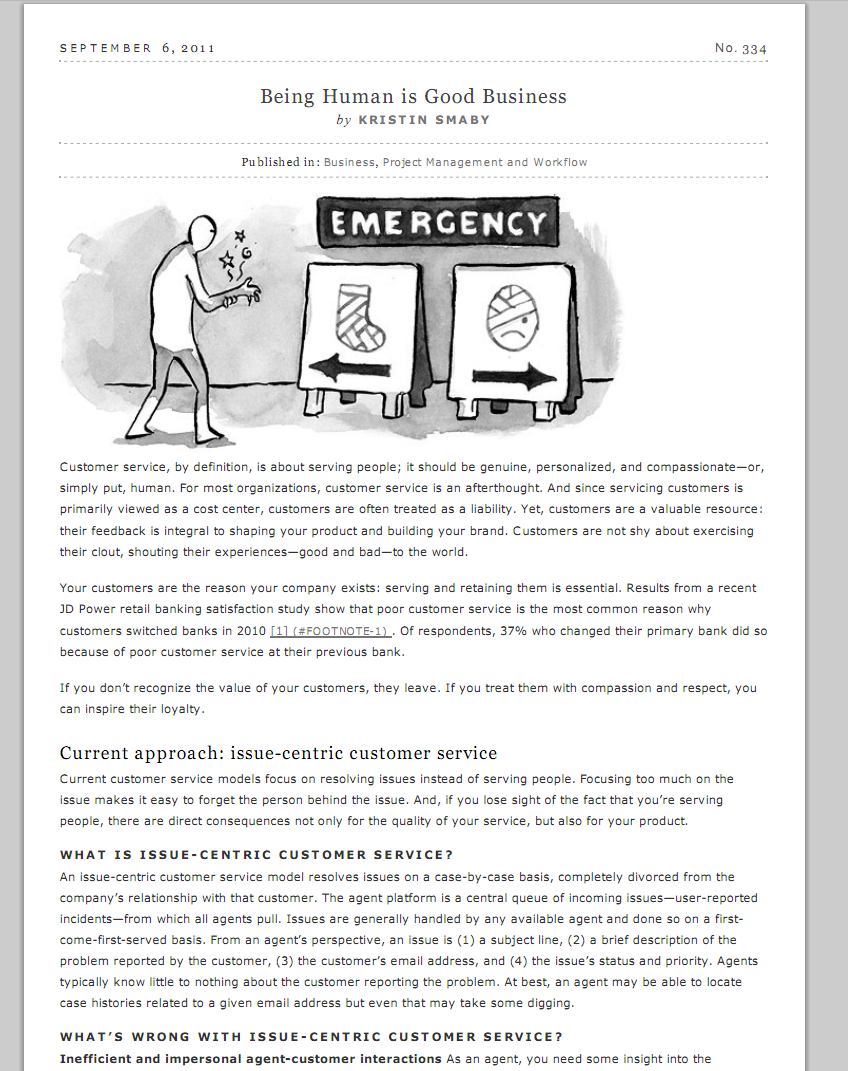 SEPTEMBER 6, 2011 No. 334
Being Human is Good Business
by KRISTIN SMABY
Published in: Business, Project Management and Workflow
EMERGENCY
Customer service, by definition, is about serving people; it should be genuine, personalized, and compassionate—or,
simply put, human. For most organizations, customer service is an afterthought. And since servicing customers is
primarily viewed as a cost center, customers are often treated as a liability. Yet, customers are a valuable resource:
their feedback is integral to shaping your product and building your brand. Customers are not shy about exercising
their clout, shouting their experiences—good and bad—to the world.
Your customers are the reason your company exists: serving and retaining them is essential. Results from a recent
JD Power retail banking satisfaction study show that poor customer service is the most common reason why
customers switched banks in 2010 [1] (#FOOTNOTE-1) . Of respondents, 37% who changed their primary bank did so
because of poor customer service at their previous bank.
If you don’t recognize the value of your customers, they leave. If you treat them with compassion and respect, you
can inspire their loyalty.
Current approach: issue-centric customer service
Current customer service models focus on resolving issues instead of serving people. Focusing too much on the
issue makes it easy to forget the person behind the issue. And, if you lose sight of the fact that you’re serving
people, there are direct consequences not only for the quality of your service, but also for your product.
WHAT IS ISSUE-CENTRIC CUSTOMER SERVICE?
An issue-centric customer service model resolves issues on a case-by-case basis, completely divorced from the
company’s relationship with that customer. The agent platform is a central queue of incoming issues—user-reported
incidents—from which all agents pull. Issues are generally handled by any available agent and done so on a first-
come-first-served basis. From an agent’s perspective, an issue is (1) a subject line, (2) a brief description of the
problem reported by the customer, (3) the customer’s email address, and (4) the issue’s status and priority. Agents
typically know little to nothing about the customer reporting the problem. At best, an agent may be able to locate
case histories related to a given email address but even that may take some digging.
WHAT’S WRONG WITH ISSUE-CENTRIC CUSTOMER SERVICE?
Inefficient and impersonal agent-customer interactions As an agent, you need some insight into the